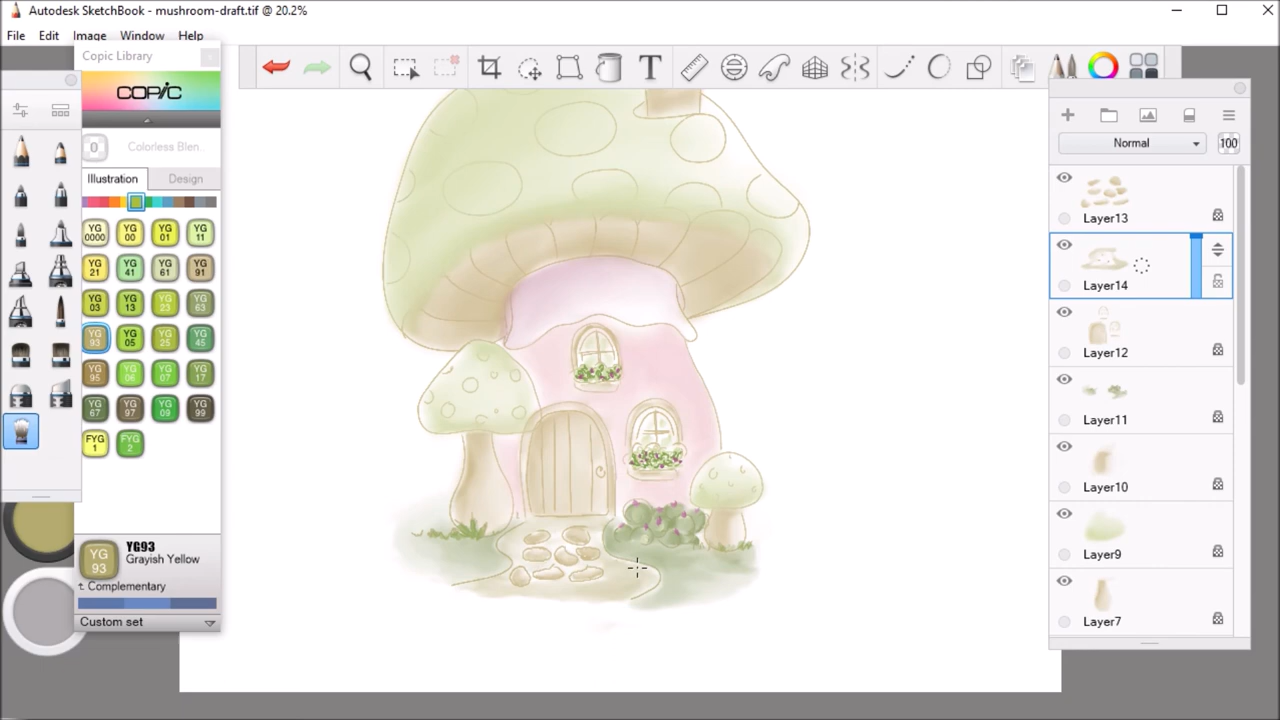 Autodesk SketchBook - mushroom-draft.tif @ 20.2%
File Edit Image Window Help
Copic Library
COPIC
0 Colorless Blen..
Illustration Design
YG 0000 YG 00 YG 01 YG 11
YG 21 YG 41 YG 61 YG 91
YG 03 YG 13 YG 23 YG 63
YG 93 YG 05 YG 25 YG 45
YG 95 YG 06 YG 07 YG 17
YG 67 YG 97 YG 09 YG 99
FYG 1 FYG 2
YG 93 YG93
Grayish Yellow
Complementary
Custom set
T
Normal 100
Layer13
Layer14
Layer12
Layer11
Layer10
Layer9
Layer7